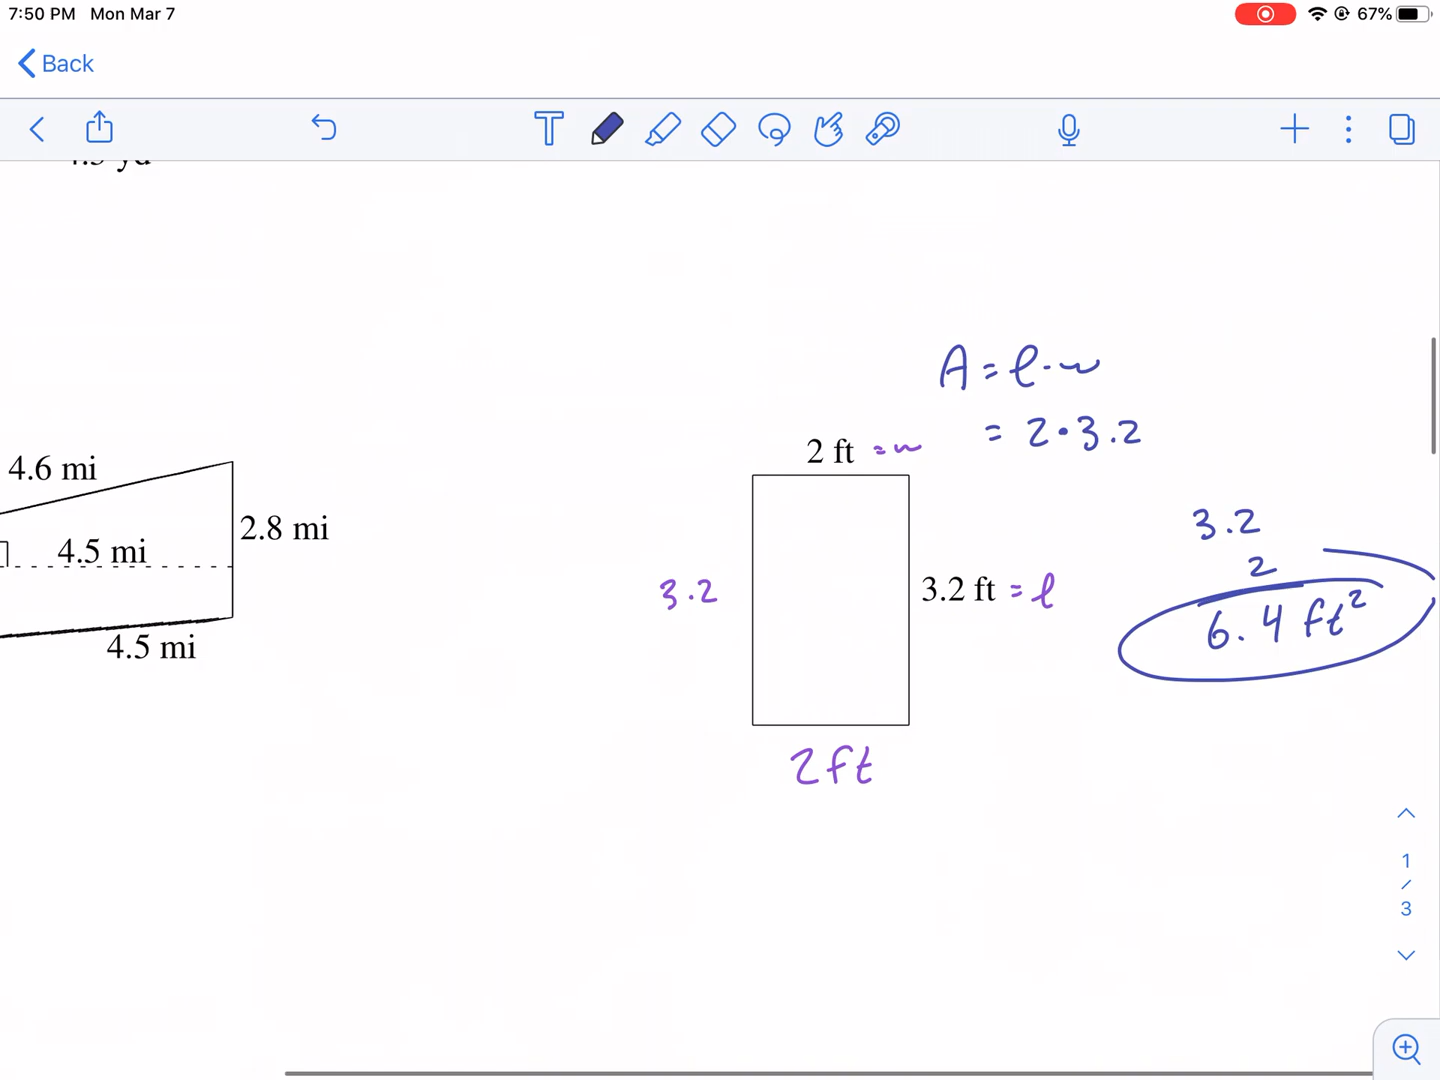 7:50 PM Mon Mar 7
67%
Back
T
4.6 mi
4.5 mi
2.8 mi
4.5 mi
A = l · w
= 2 · 3.2
2 ft = w
3.2
3.2 ft = l
2 ft
3.2
2
6.4 ft²
1
/
3